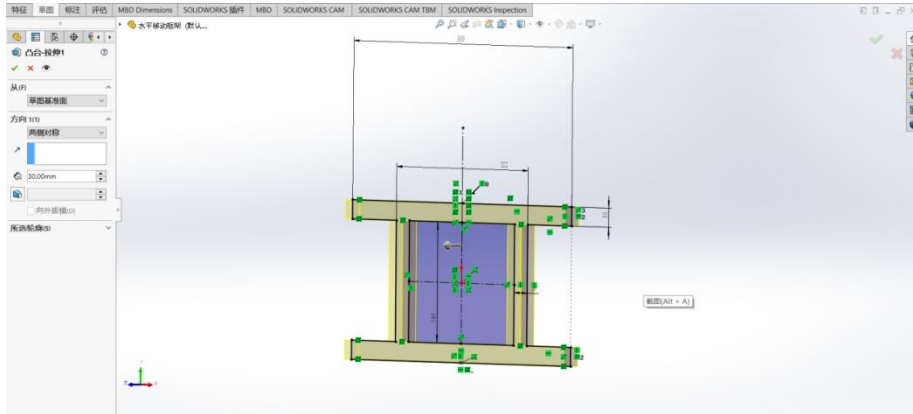 特征 草图 标注 评估 MBD Dimensions SOLIDWORKS 插件 MBD SOLIDWORKS CAM SOLIDWORKS CAM TBM SOLIDWORKS Inspection
水平移动框架 (默认...
凸台-拉伸1
从(F)
草图基准面
方向 1(1)
两侧对称
30.00mm
向外拔模(O)
所选轮廓(S)
截图(Alt + A)